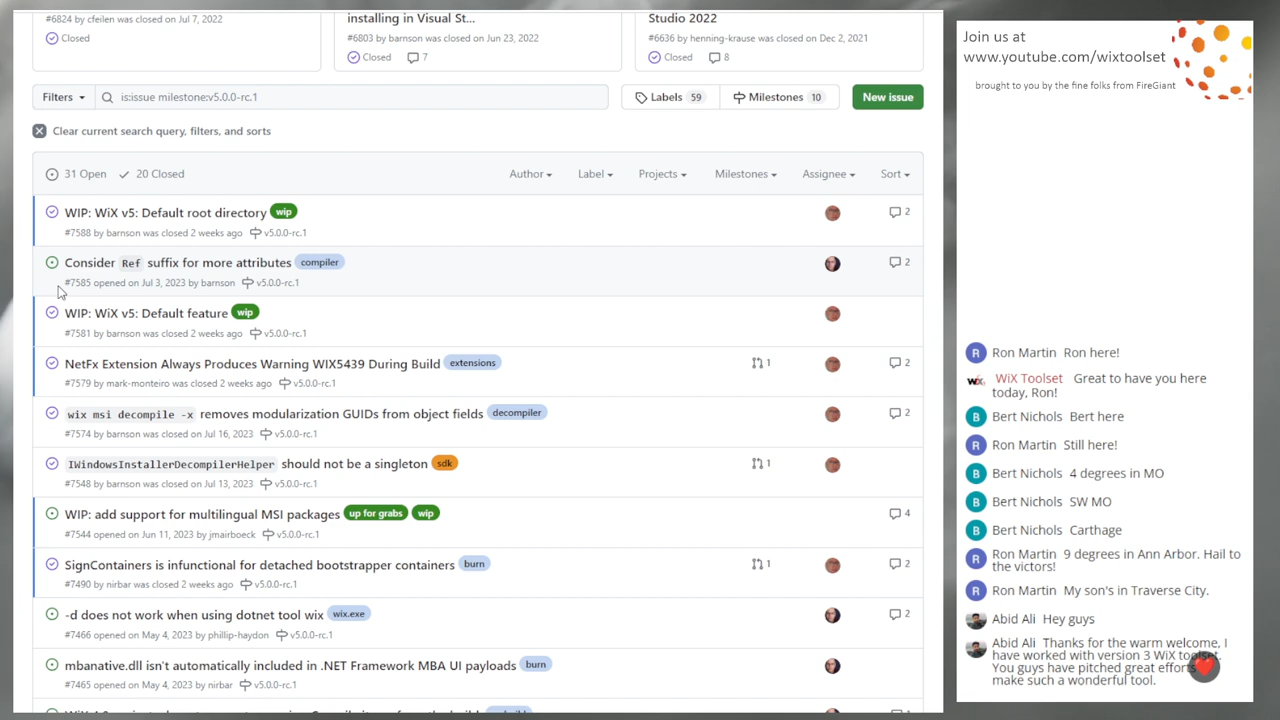 #6824 by cfeilen was closed on Jul 7, 2022
Closed
installing in Visual St...
#6803 by barnson was closed on Jun 23, 2022
Closed 7
Studio 2022
#6636 by henning-krause was closed on Dec 2, 2021
Closed 8
Filters is:issue milestone:v5.0.0-rc.1 Labels 59 Milestones 10 New issue
Clear current search query, filters, and sorts
31 Open 20 Closed Author Label Projects Milestones Assignee Sort
WIP: WiX v5: Default root directory wip 2
#7588 by barnson was closed 2 weeks ago v5.0.0-rc.1
Consider Ref suffix for more attributes compiler 2
#7585 opened on Jul 3, 2023 by barnson v5.0.0-rc.1
WIP: WiX v5: Default feature wip
#7581 by barnson was closed 2 weeks ago v5.0.0-rc.1
NetFx Extension Always Produces Warning WIX5439 During Build extensions 1 2
#7579 by mark-monteiro was closed 2 weeks ago v5.0.0-rc.1
wix msi decompile -x removes modularization GUIDs from object fields decompiler 2
#7574 by barnson was closed on Jul 16, 2023 v5.0.0-rc.1
IWindowsInstallerDecompilerHelper should not be a singleton sdk 1
#7548 by barnson was closed on Jul 13, 2023 v5.0.0-rc.1
WIP: add support for multilingual MSI packages up for grabs wip 4
#7544 opened on Jun 11, 2023 by jmairboeck v5.0.0-rc.1
SignContainers is infunctional for detached bootstrapper containers burn 1 2
#7490 by nirbar was closed 2 weeks ago v5.0.0-rc.1
-d does not work when using dotnet tool wix wix.exe 2
#7466 opened on May 4, 2023 by phillip-haydon v5.0.0-rc.1
mbanative.dll isn't automatically included in .NET Framework MBA UI payloads burn
#7465 opened on May 4, 2023 by nirbar v5.0.0-rc.1
Join us at
www.youtube.com/wixtoolset
brought to you by the fine folks from FireGiant
R Ron Martin Ron here!
WiX WiX Toolset Great to have you here
today, Ron!
B Bert Nichols Bert here
R Ron Martin Still here!
B Bert Nichols 4 degrees in MO
B Bert Nichols SW MO
B Bert Nichols Carthage
R Ron Martin 9 degrees in Ann Arbor. Hail to
the victors!
R Ron Martin My son's in Traverse City.
Abid Ali Hey guys
Abid Ali Thanks for the warm welcome, I
have worked with version 3 WiX toolset.
You guys have pitched great efforts
make such a wonderful tool.